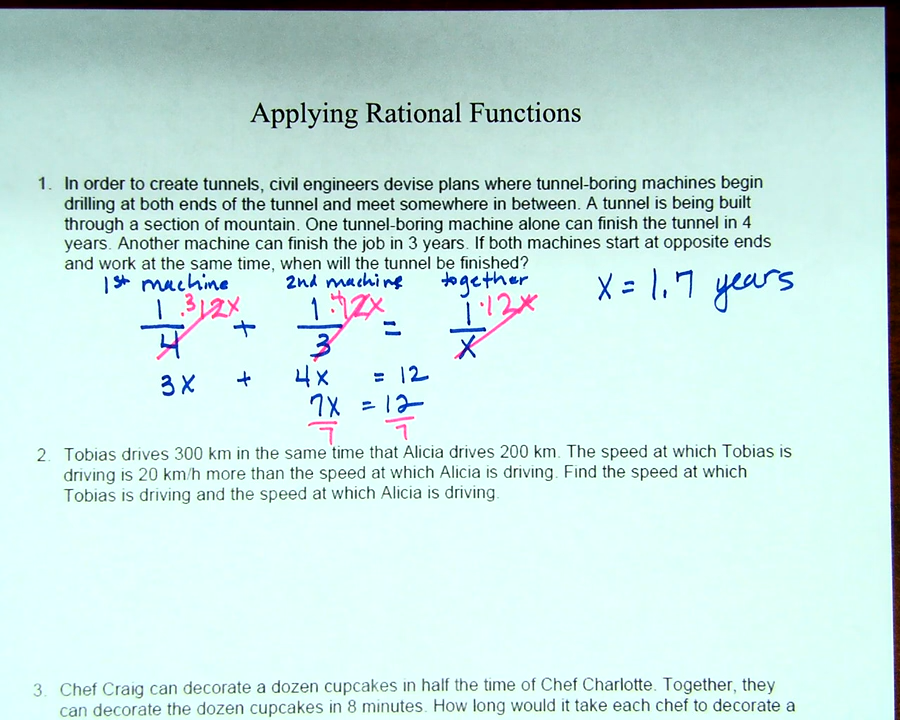 Applying Rational Functions
1. In order to create tunnels, civil engineers devise plans where tunnel-boring machines begin
drilling at both ends of the tunnel and meet somewhere in between. A tunnel is being built
through a section of mountain. One tunnel-boring machine alone can finish the tunnel in 4
years. Another machine can finish the job in 3 years. If both machines start at opposite ends
and work at the same time, when will the tunnel be finished?
1st machine 2nd machine together x = 1.7 years
1/4 · 3 12x + 1/3 · 4 12x = 1/x · 12x
3x + 4x = 12
7x/7 = 12/7
2. Tobias drives 300 km in the same time that Alicia drives 200 km. The speed at which Tobias is
driving is 20 km/h more than the speed at which Alicia is driving. Find the speed at which
Tobias is driving and the speed at which Alicia is driving.
3. Chef Craig can decorate a dozen cupcakes in half the time of Chef Charlotte. Together, they
can decorate the dozen cupcakes in 8 minutes. How long would it take each chef to decorate a